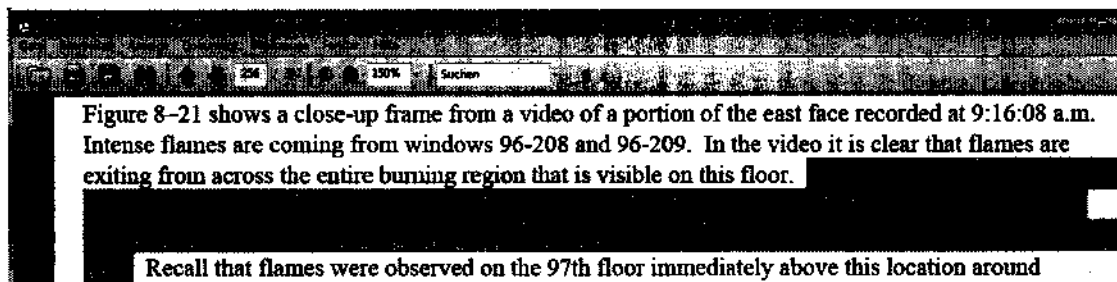 256 150% Suchen
Figure 8–21 shows a close-up frame from a video of a portion of the east face recorded at 9:16:08 a.m.
Intense flames are coming from windows 96-208 and 96-209.  In the video it is clear that flames are
exiting from across the entire burning region that is visible on this floor.
Recall that flames were observed on the 97th floor immediately above this location around